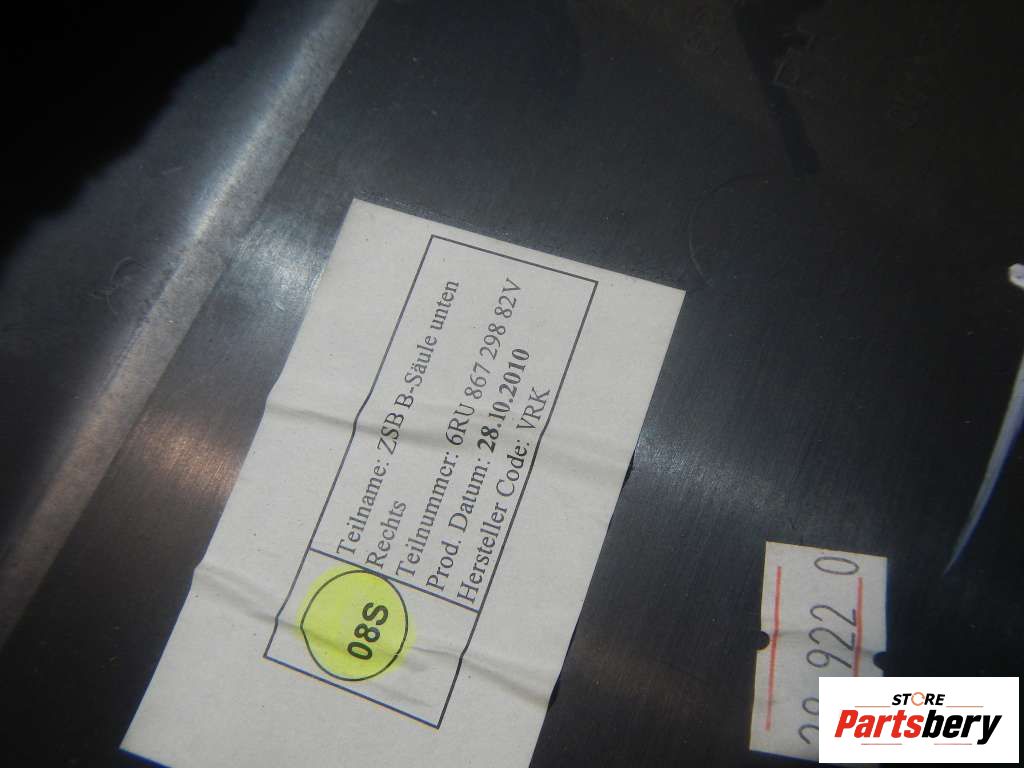 Teilname: ZSB B-Säule unten
Rechts
Teilnummer: 6RU 867 298 82V
Prod. Datum: 28.10.2010
Hersteller Code: VRK
08S
922 0
STORE
Partsbery